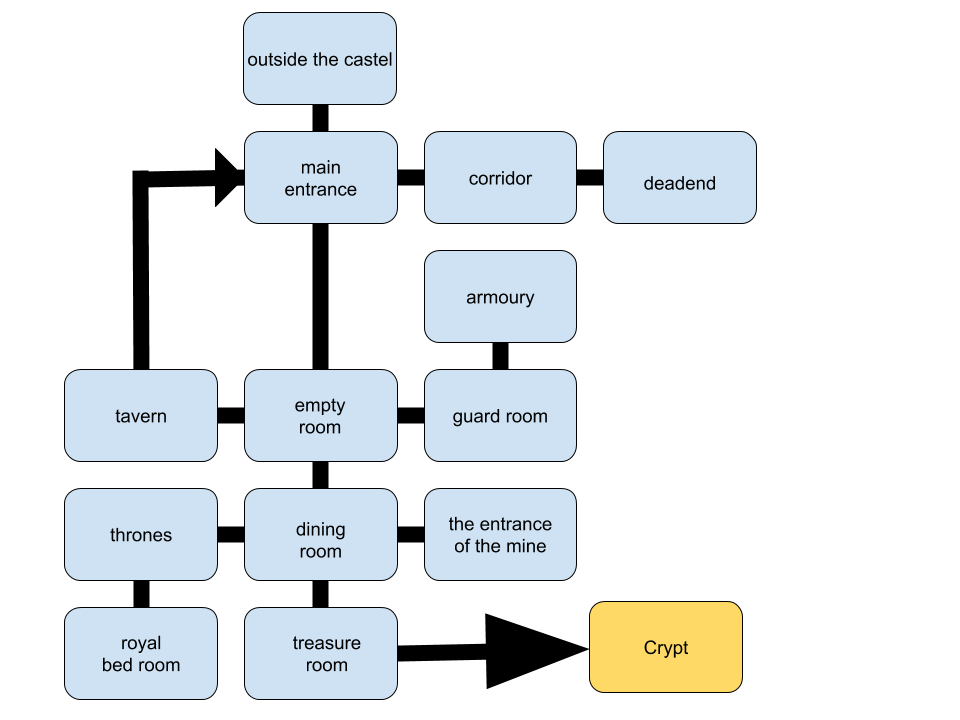 outside the castel
main
entrance
corridor
deadend
armoury
tavern
empty
room
guard room
thrones
dining
room
the entrance
of the mine
royal
bed room
treasure
room
Crypt